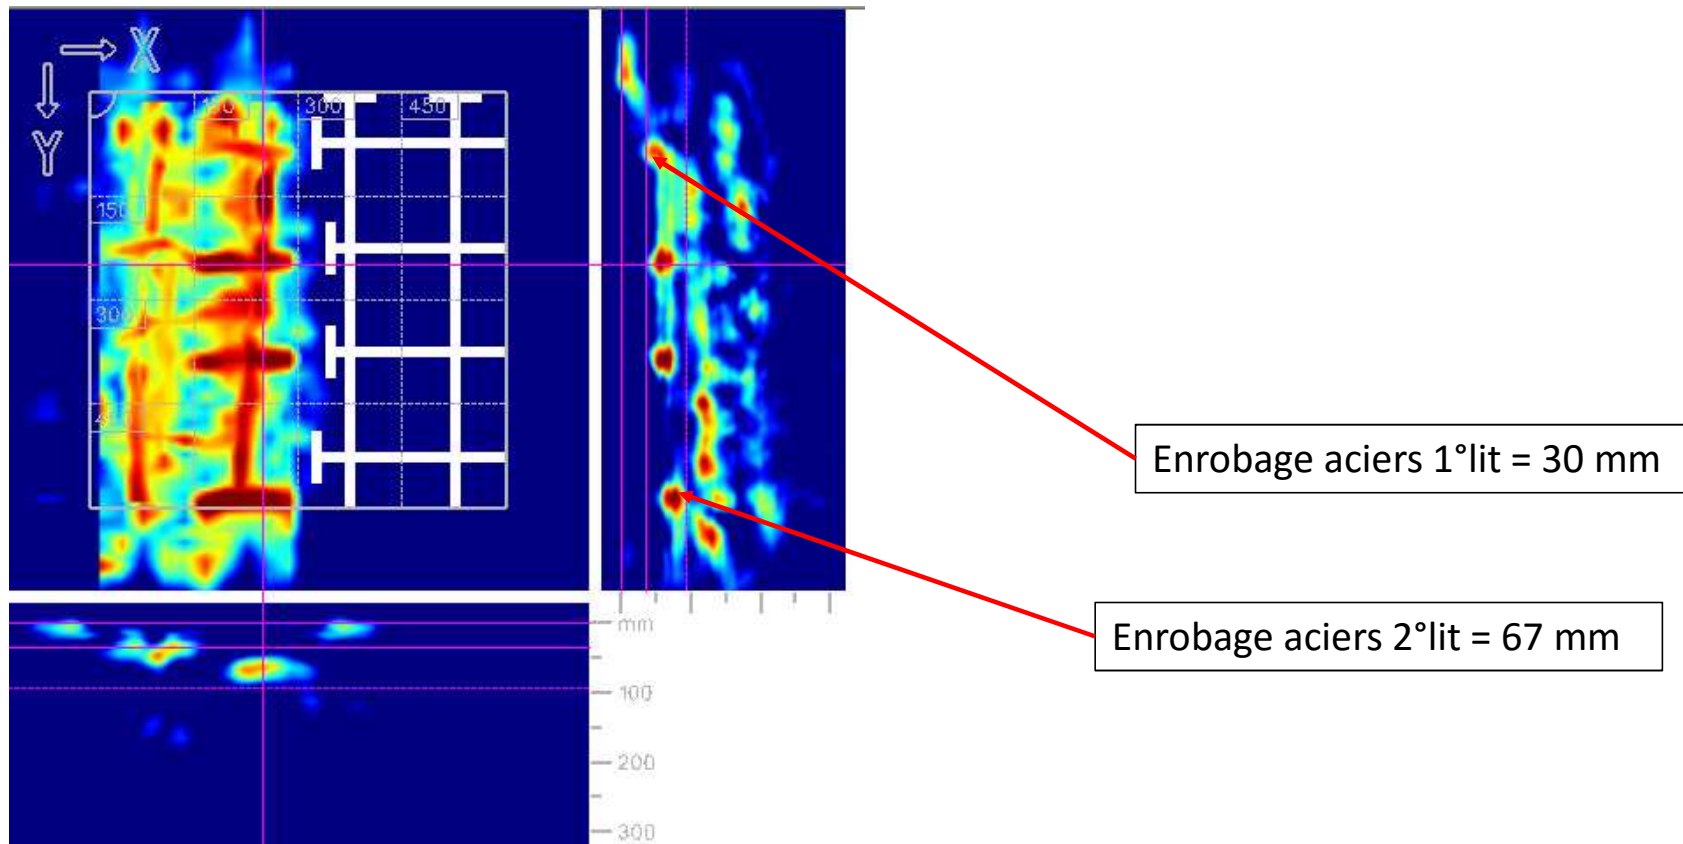 X
Y
150 300 450
150
300
Enrobage aciers 1°lit = 30 mm
Enrobage aciers 2°lit = 67 mm
mm
100
200
300